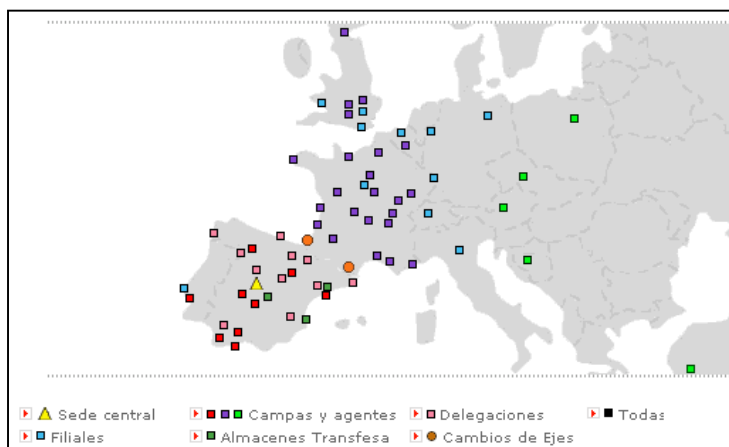 Sede central Campas y agentes Delegaciones Todas
Filiales Almacenes Transfesa Cambios de Ejes